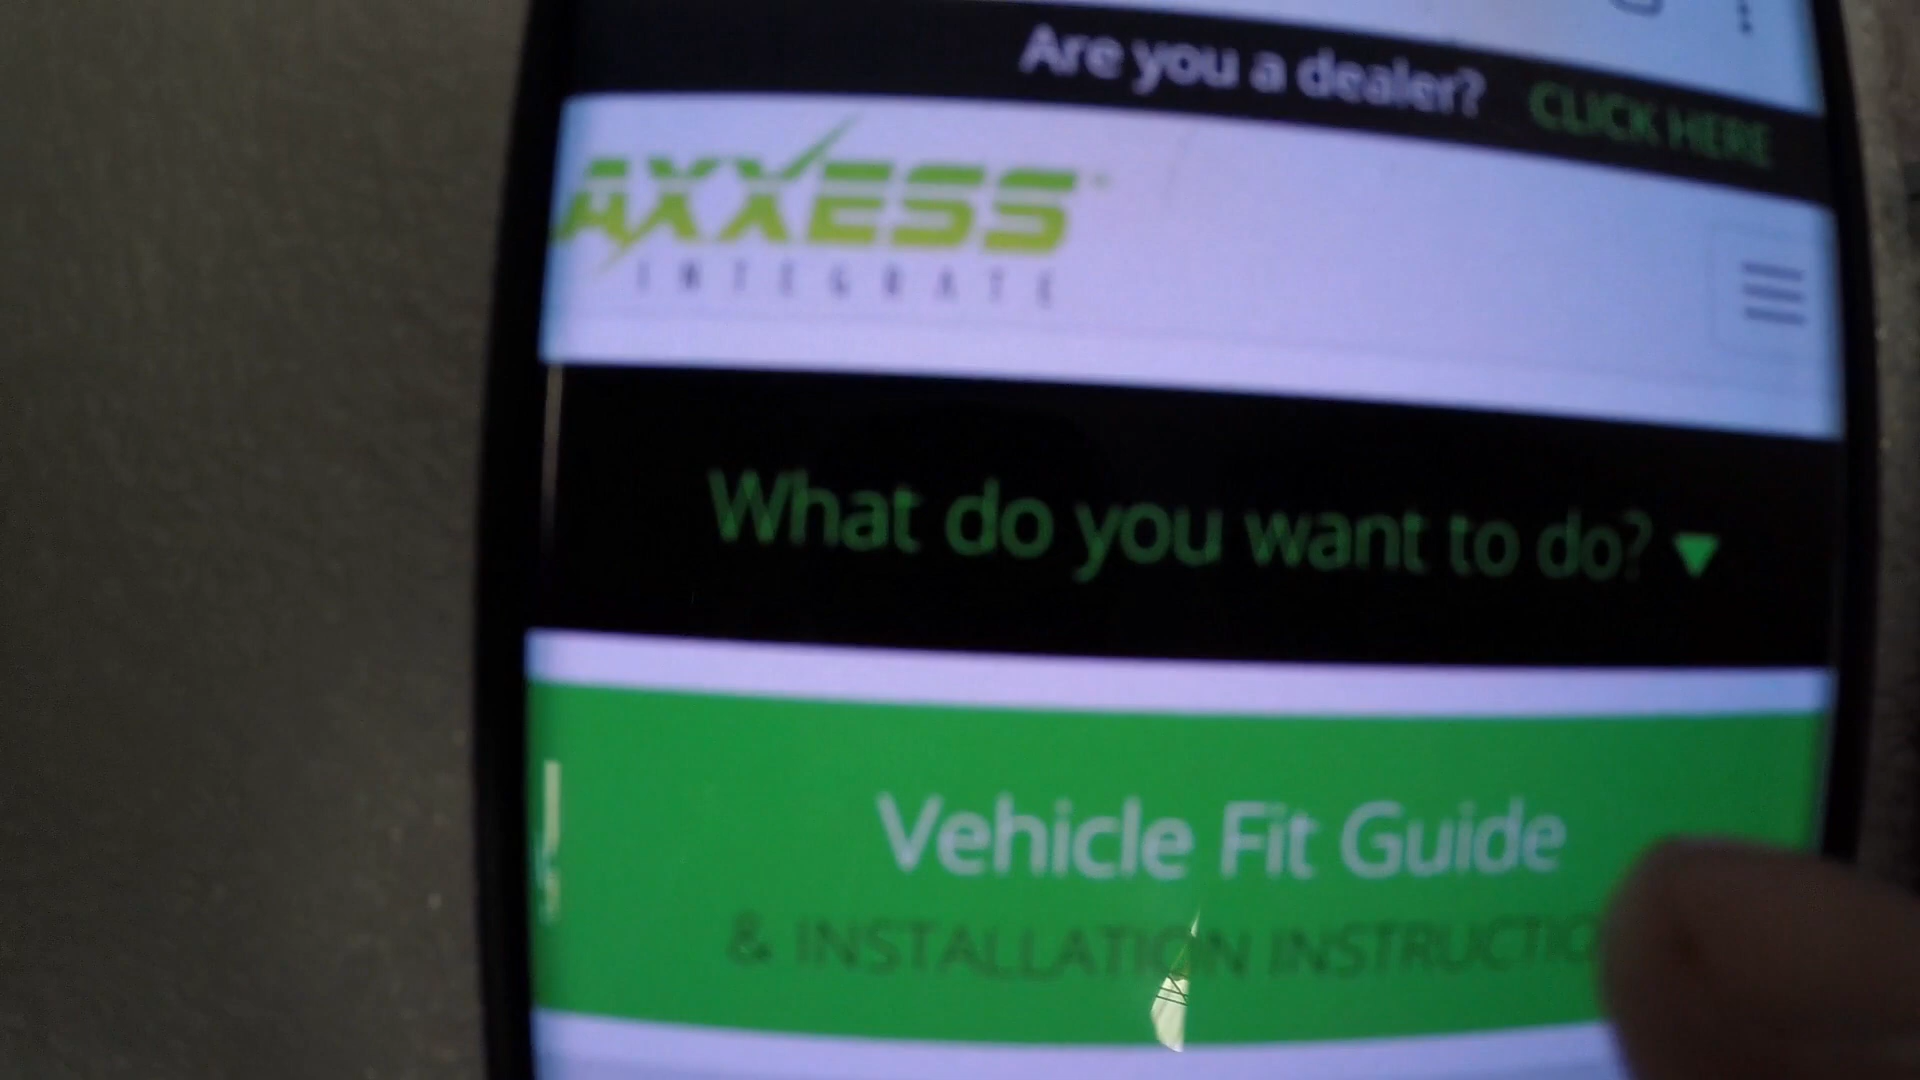 Are you a dealer? CLICK HERE
AXXESS
INTEGRATE
What do you want to do?
Vehicle Fit Guide
& INSTALLATION